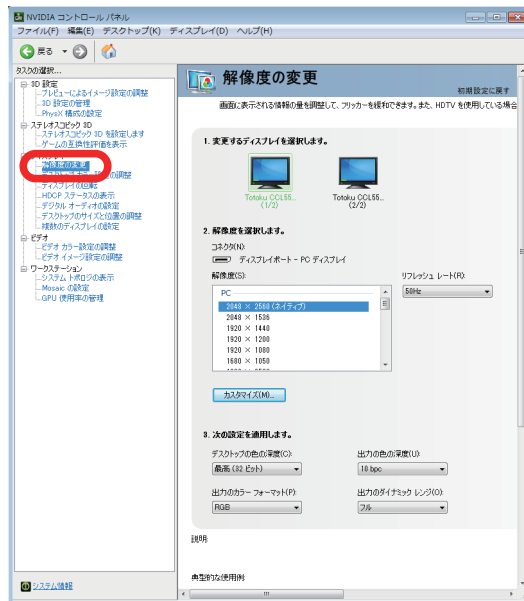 NVIDIA コントロール パネル
ファイル(F) 編集(E) デスクトップ(K) ディスプレイ(D) ヘルプ(H)
戻る
タスクの選択...
3D 設定
プレビューによるイメージ設定の調整
3D 設定の管理
PhysX 構成の設定
ステレオスコピック 3D
ステレオスコピック 3D を設定します
ゲームの互換性評価を表示
解像度の変更
の調整
ディスプレイの回転
HDCP ステータスの表示
デジタル オーディオの設定
デスクトップのサイズと位置の調整
複数のディスプレイの設定
ビデオ
ビデオ カラー設定の調整
ビデオ イメージ設定の調整
ワークステーション
システム トポロジの表示
Mosaic の設定
GPU 使用率の管理
システム情報
解像度の変更
初期設定に戻す
画面に表示される情報の量を調整して、フリッカーを緩和できます。また、HDTV を使用している場合
1. 変更するディスプレイを選択します。
Totoku CCL55...
(1/2)
Totoku CCL55...
(2/2)
2. 解像度を選択します。
コネクタ(N):
ディスプレイポート - PC ディスプレイ
解像度(S):
リフレッシュ レート(R):
PC
50Hz
2048 × 2560 (ネイティブ)
2048 × 1536
1920 × 1440
1920 × 1200
1920 × 1080
1680 × 1050
カスタマイズ(M)...
3. 次の設定を適用します。
デスクトップの色の深度(C):
出力の色の深度(U):
最高 (32 ビット)
10 bpc
出力のカラー フォーマット(P):
出力のダイナミック レンジ(O):
RGB
フル
説明:
典型的な使用例: